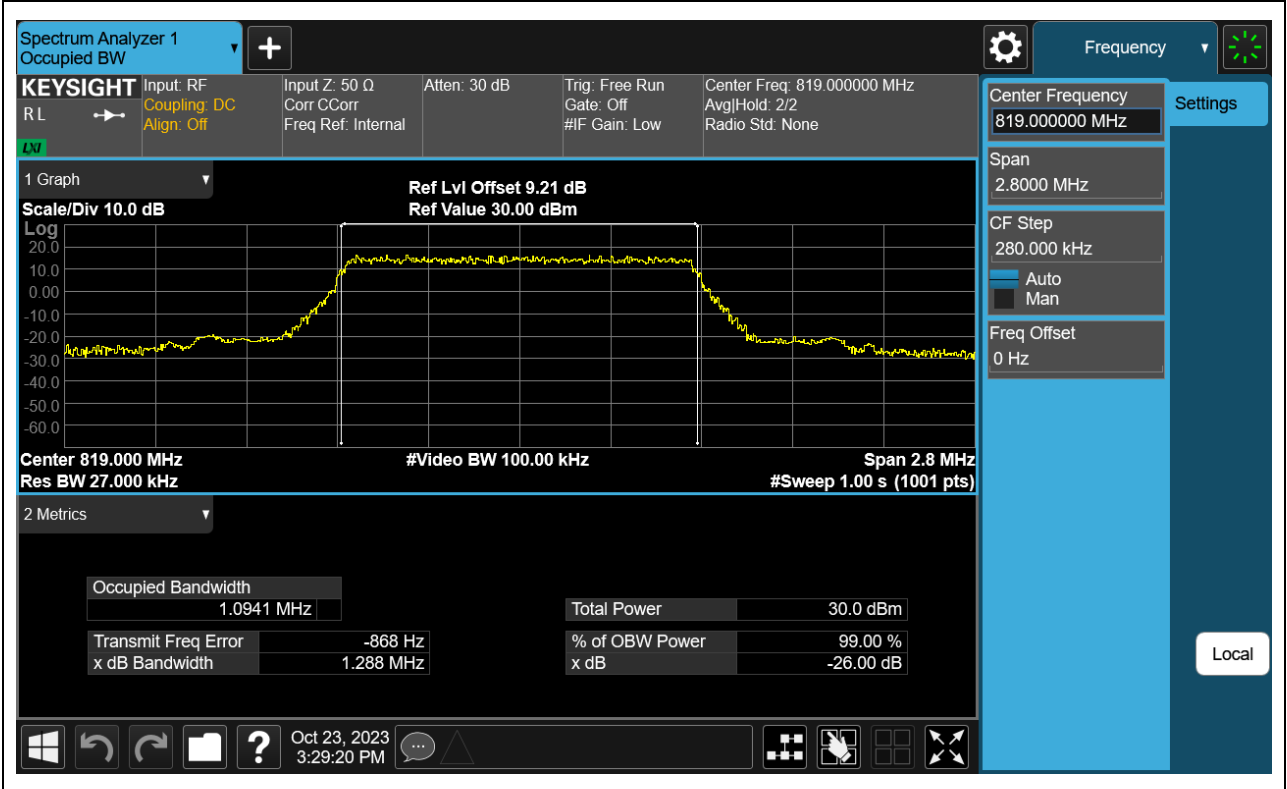 Spectrum Analyzer 1
Occupied BW
▼
+
Frequency
▼
KEYSIGHT
R L
LXI
Input: RF
Coupling: DC
Align: Off
Input Z: 50 Ω
Corr CCorr
Freq Ref: Internal
Atten: 30 dB
Trig: Free Run
Gate: Off
#IF Gain: Low
Center Freq: 819.000000 MHz
Avg|Hold: 2/2
Radio Std: None
Center Frequency
819.000000 MHz
Settings
Span
2.8000 MHz
CF Step
280.000 kHz
Auto
Man
Freq Offset
0 Hz
Local
1 Graph
▼
Scale/Div 10.0 dB
Ref Lvl Offset 9.21 dB
Ref Value 30.00 dBm
Log
20.0
10.0
0.00
-10.0
-20.0
-30.0
-40.0
-50.0
-60.0
Center 819.000 MHz
#Video BW 100.00 kHz
Span 2.8 MHz
Res BW 27.000 kHz
#Sweep 1.00 s (1001 pts)
2 Metrics
▼
Occupied Bandwidth
1.0941 MHz
Total Power 30.0 dBm
Transmit Freq Error -868 Hz
% of OBW Power 99.00 %
x dB Bandwidth 1.288 MHz
x dB -26.00 dB
?
Oct 23, 2023
3:29:20 PM